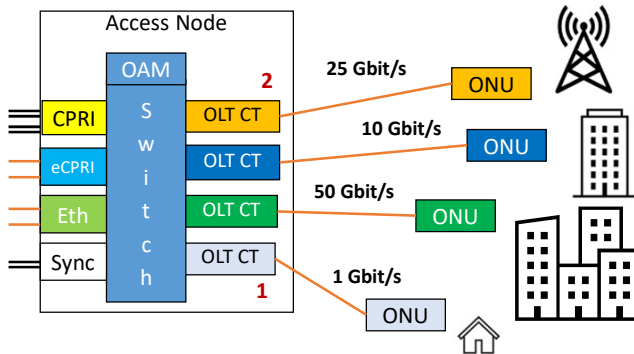 Access Node
OAM
2
25 Gbit/s
ONU
CPRI
Switch
OLT CT
10 Gbit/s
ONU
eCPRI
OLT CT
50 Gbit/s
Eth
OLT CT
ONU
Sync
OLT CT
1 Gbit/s
1
ONU